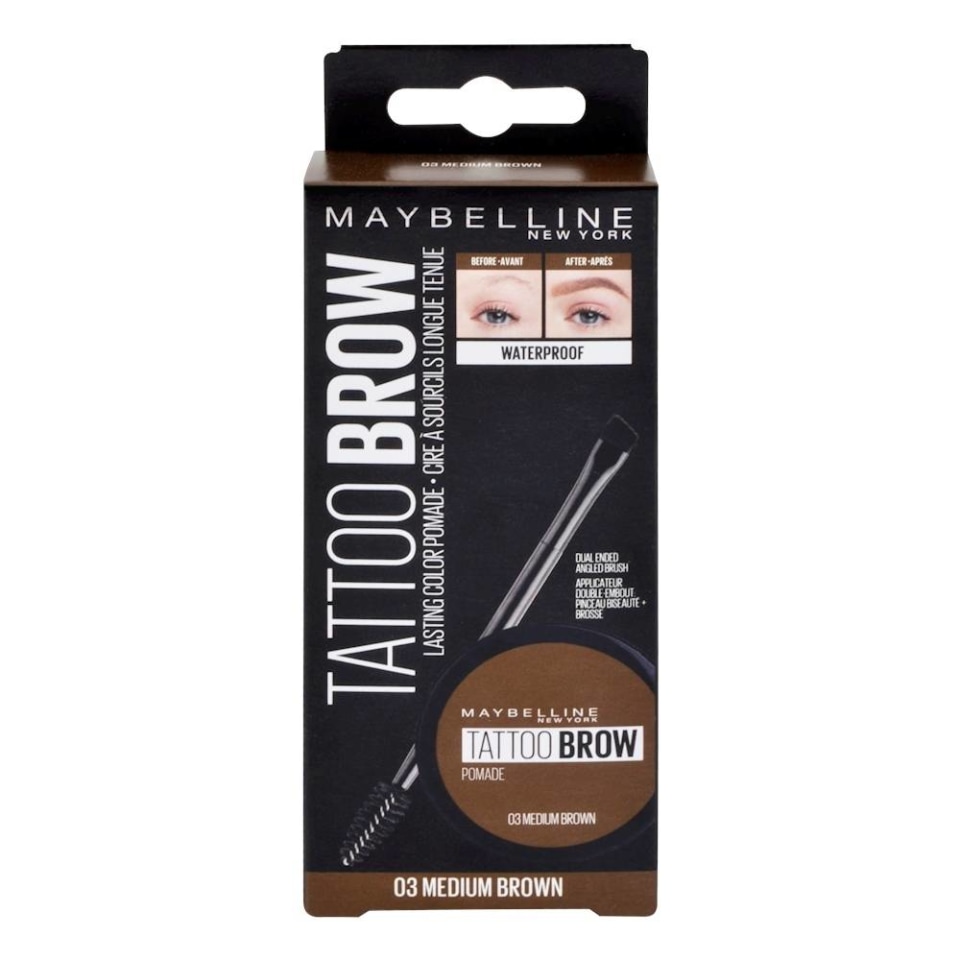 03 MEDIUM BROWN
MAYBELLINE
NEW YORK
TATTOO BROW
LASTING COLOR POMADE • CIRE À SOURCILS LONGUE TENUE
BEFORE•AVANT
AFTER•APRÈS
WATERPROOF
DUAL ENDED
ANGLED BRUSH
APPLICATEUR
DOUBLE-EMBOUT
PINCEAU BISEAUTÉ +
BROSSE
MAYBELLINE
NEW YORK
TATTOO BROW
POMADE
03 MEDIUM BROWN
03 MEDIUM BROWN